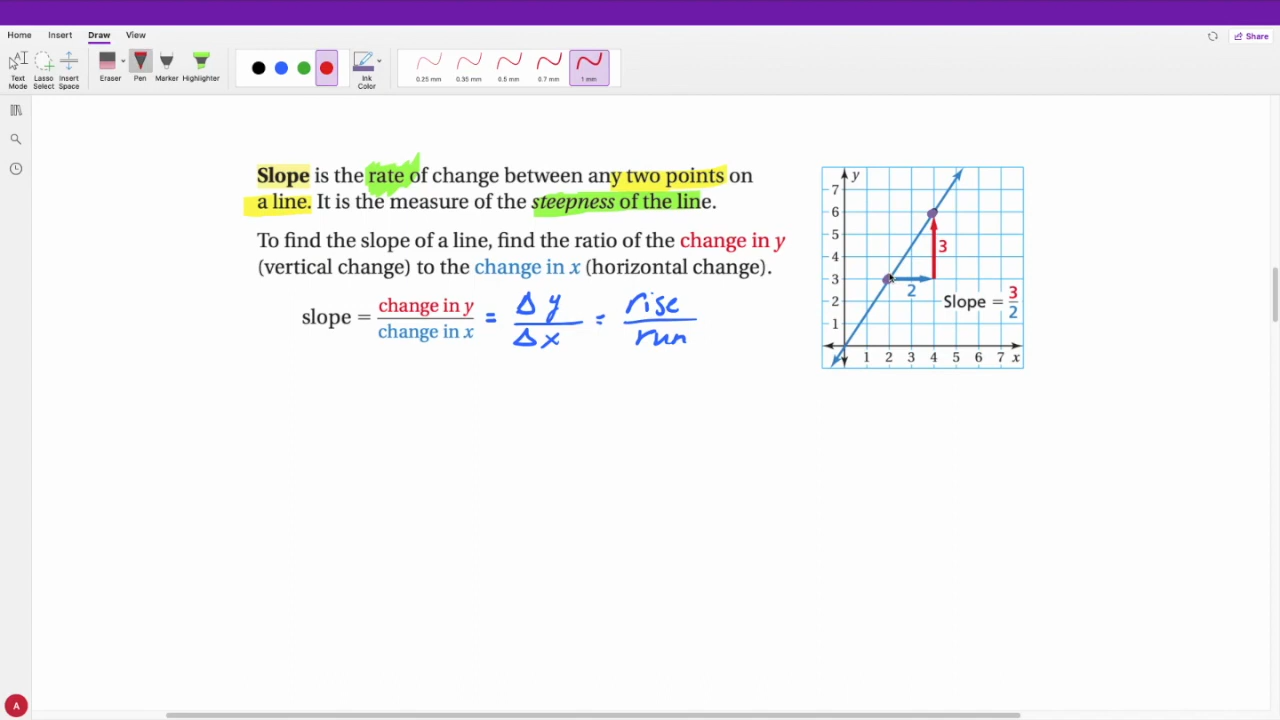 Home Insert Draw View
Share
Text Mode
Lasso Select
Insert Space
Eraser
Pen
Marker
Highlighter
Ink Color
0.25 mm 0.35 mm 0.5 mm 0.7 mm 1 mm
Slope is the rate of change between any two points on
a line. It is the measure of the steepness of the line.
To find the slope of a line, find the ratio of the change in y
(vertical change) to the change in x (horizontal change).
slope = change in y / change in x = Δy / Δx = rise / run
y
7
6
5
4
3
2
1
3
2
Slope = 3/2
1 2 3 4 5 6 7 x
A